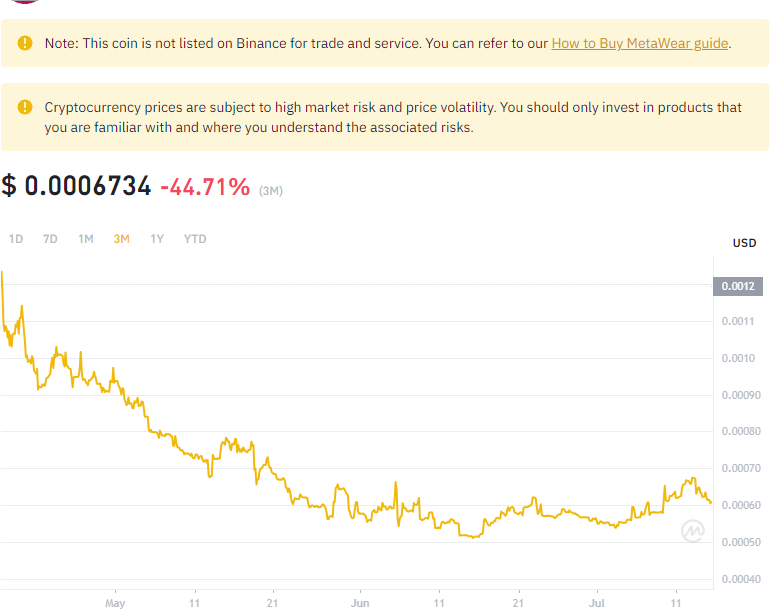 Note: This coin is not listed on Binance for trade and service. You can refer to our How to Buy MetaWear guide.
Cryptocurrency prices are subject to high market risk and price volatility. You should only invest in products that
you are familiar with and where you understand the associated risks.
$ 0.0006734 -44.71% (3M)
1D 7D 1M 3M 1Y YTD
USD
0.0012
0.0011
0.0010
0.00090
0.00080
0.00070
0.00060
0.00050
0.00040
May 11 21 Jun 11 21 Jul 11